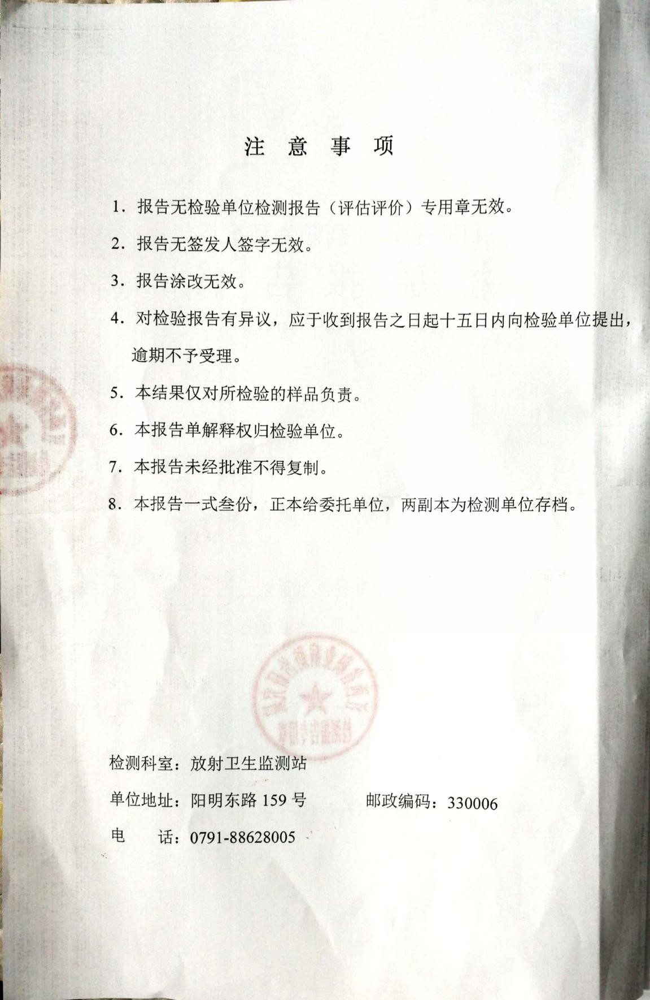 注意事项
1. 报告无检验单位检测报告（评估评价）专用章无效。
2. 报告无签发人签字无效。
3. 报告涂改无效。
4. 对检验报告有异议，应于收到报告之日起十五日内向检验单位提出，
逾期不予受理。
5. 本结果仅对所检验的样品负责。
6. 本报告单解释权归检验单位。
7. 本报告未经批准不得复制。
8. 本报告一式叁份，正本给委托单位，两副本为检测单位存档。
检测报告专用章
检测科室：放射卫生监测站
单位地址：阳明东路 159 号 邮政编码：330006
电 话：0791-88628005